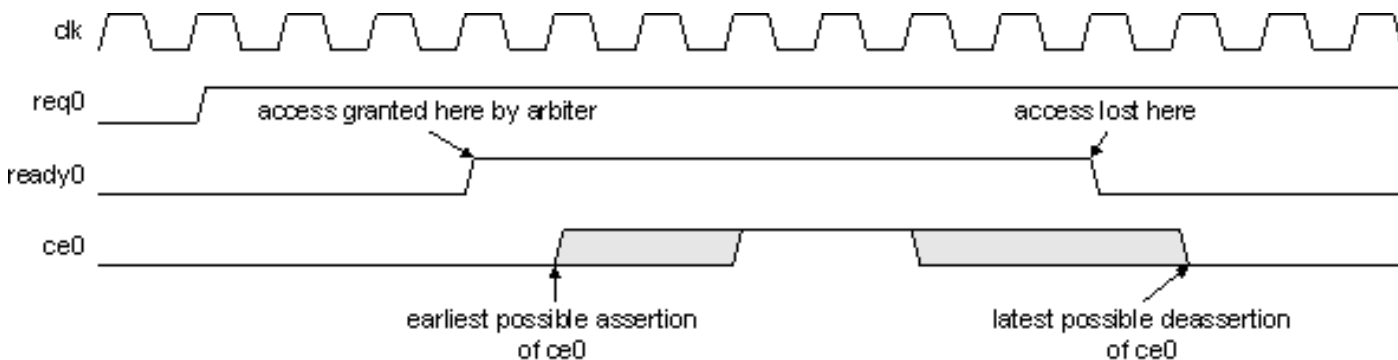 clk
req0
access granted here by arbiter
access lost here
ready0
ce0
earliest possible assertion
of ce0
latest possible deassertion
of ce0